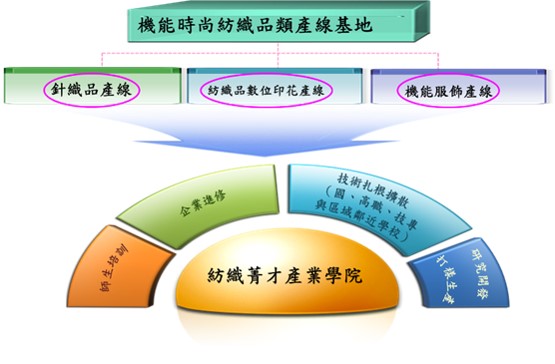 機能時尚紡織品類產線基地
針織品產線
紡織品數位印花產線
機能服飾產線
師生培訓
企業進修
技術扎根擴散
(國、高職、技專
與區域鄰近學校)
研究開發
打樣生產
紡織菁才產業學院